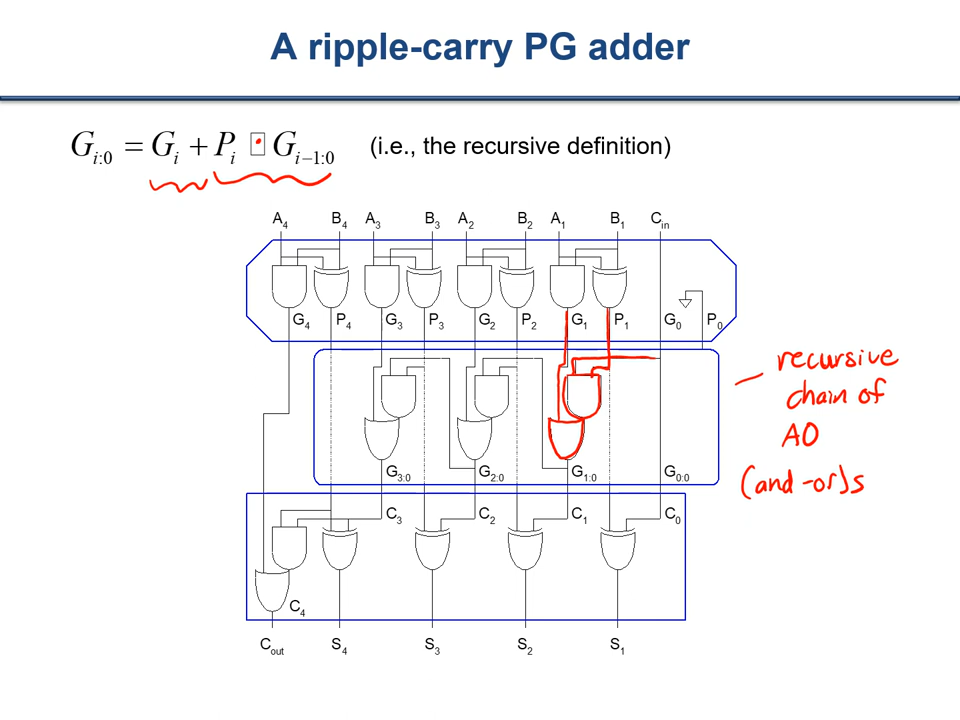 A ripple-carry PG adder
G_{i:0} = G_i + P_i · G_{i−1:0} (i.e., the recursive definition)
A4 B4 A3 B3 A2 B2 A1 B1 Cin
G4 P4 G3 P3 G2 P2 G1 P1 G0 P0
recursive
chain of
AO
(and-or)s
G3:0 G2:0 G1:0 G0:0
C3 C2 C1 C0
C4
Cout S4 S3 S2 S1